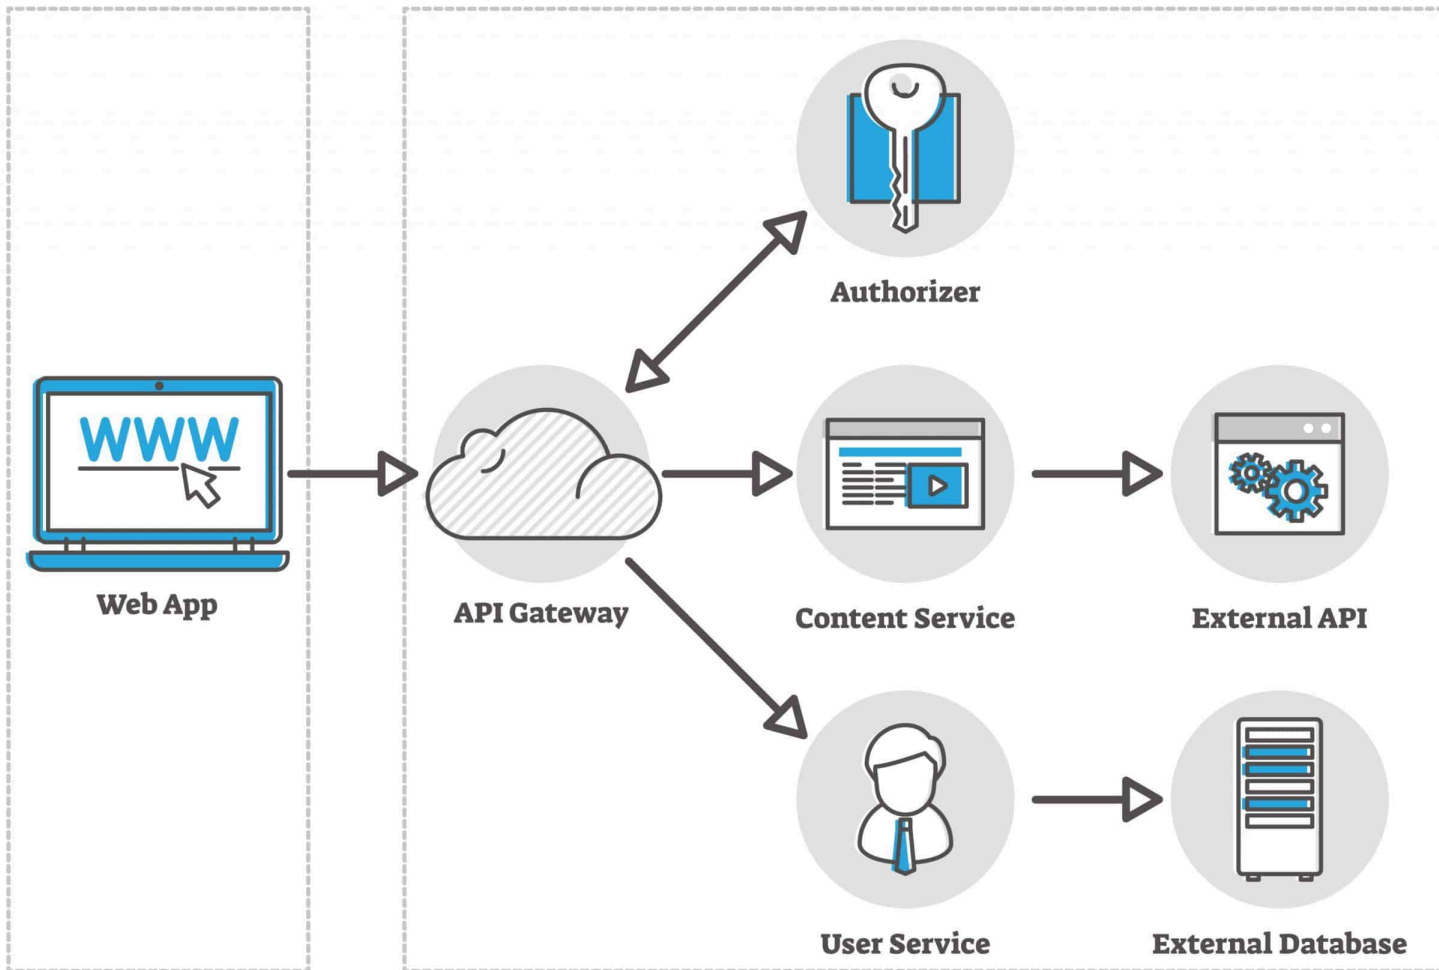 Authorizer
WWW
Web App
API Gateway
Content Service
External API
User Service
External Database